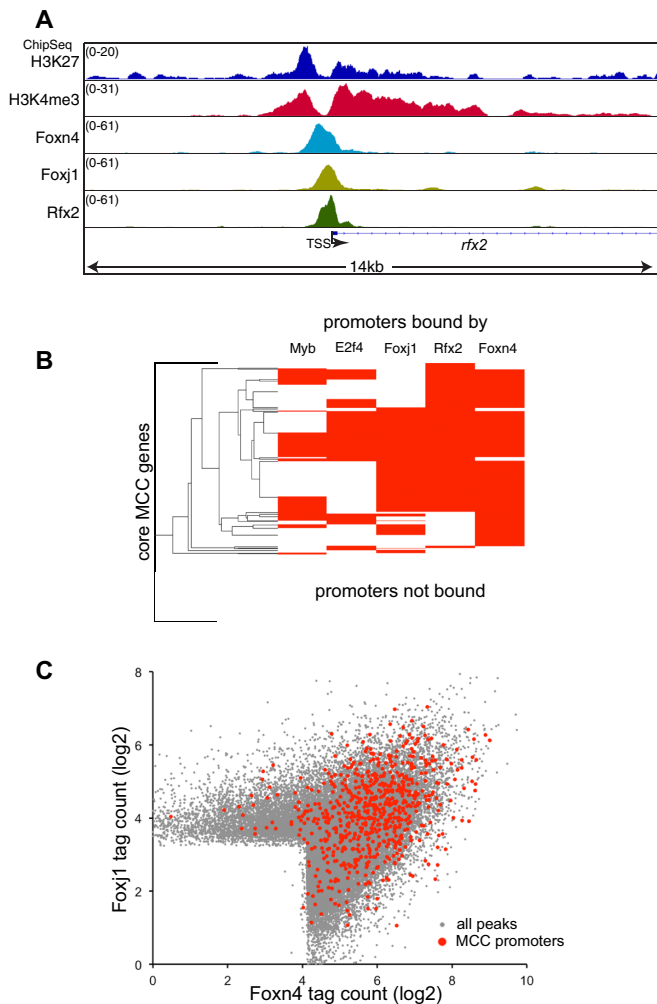 A
ChipSeq
H3K27
(0-20)
H3K4me3
(0-31)
Foxn4
(0-61)
Foxj1
(0-61)
Rfx2
(0-61)
TSS
rfx2
14kb
B
promoters bound by
Myb E2f4 Foxj1 Rfx2 Foxn4
core MCC genes
promoters not bound
C
8
6
4
2
0
Foxj1 tag count (log2)
all peaks
MCC promoters
0 2 4 6 8 10
Foxn4 tag count (log2)